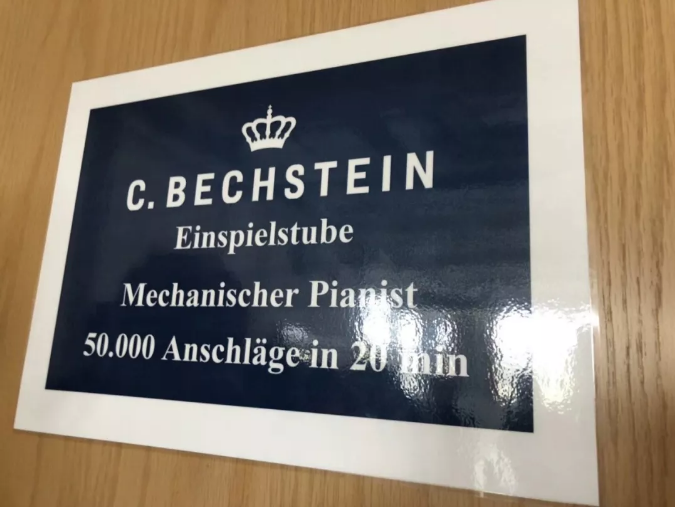 C. BECHSTEIN
Einspielstube
Mechanischer Pianist
50.000 Anschläge in 20 min